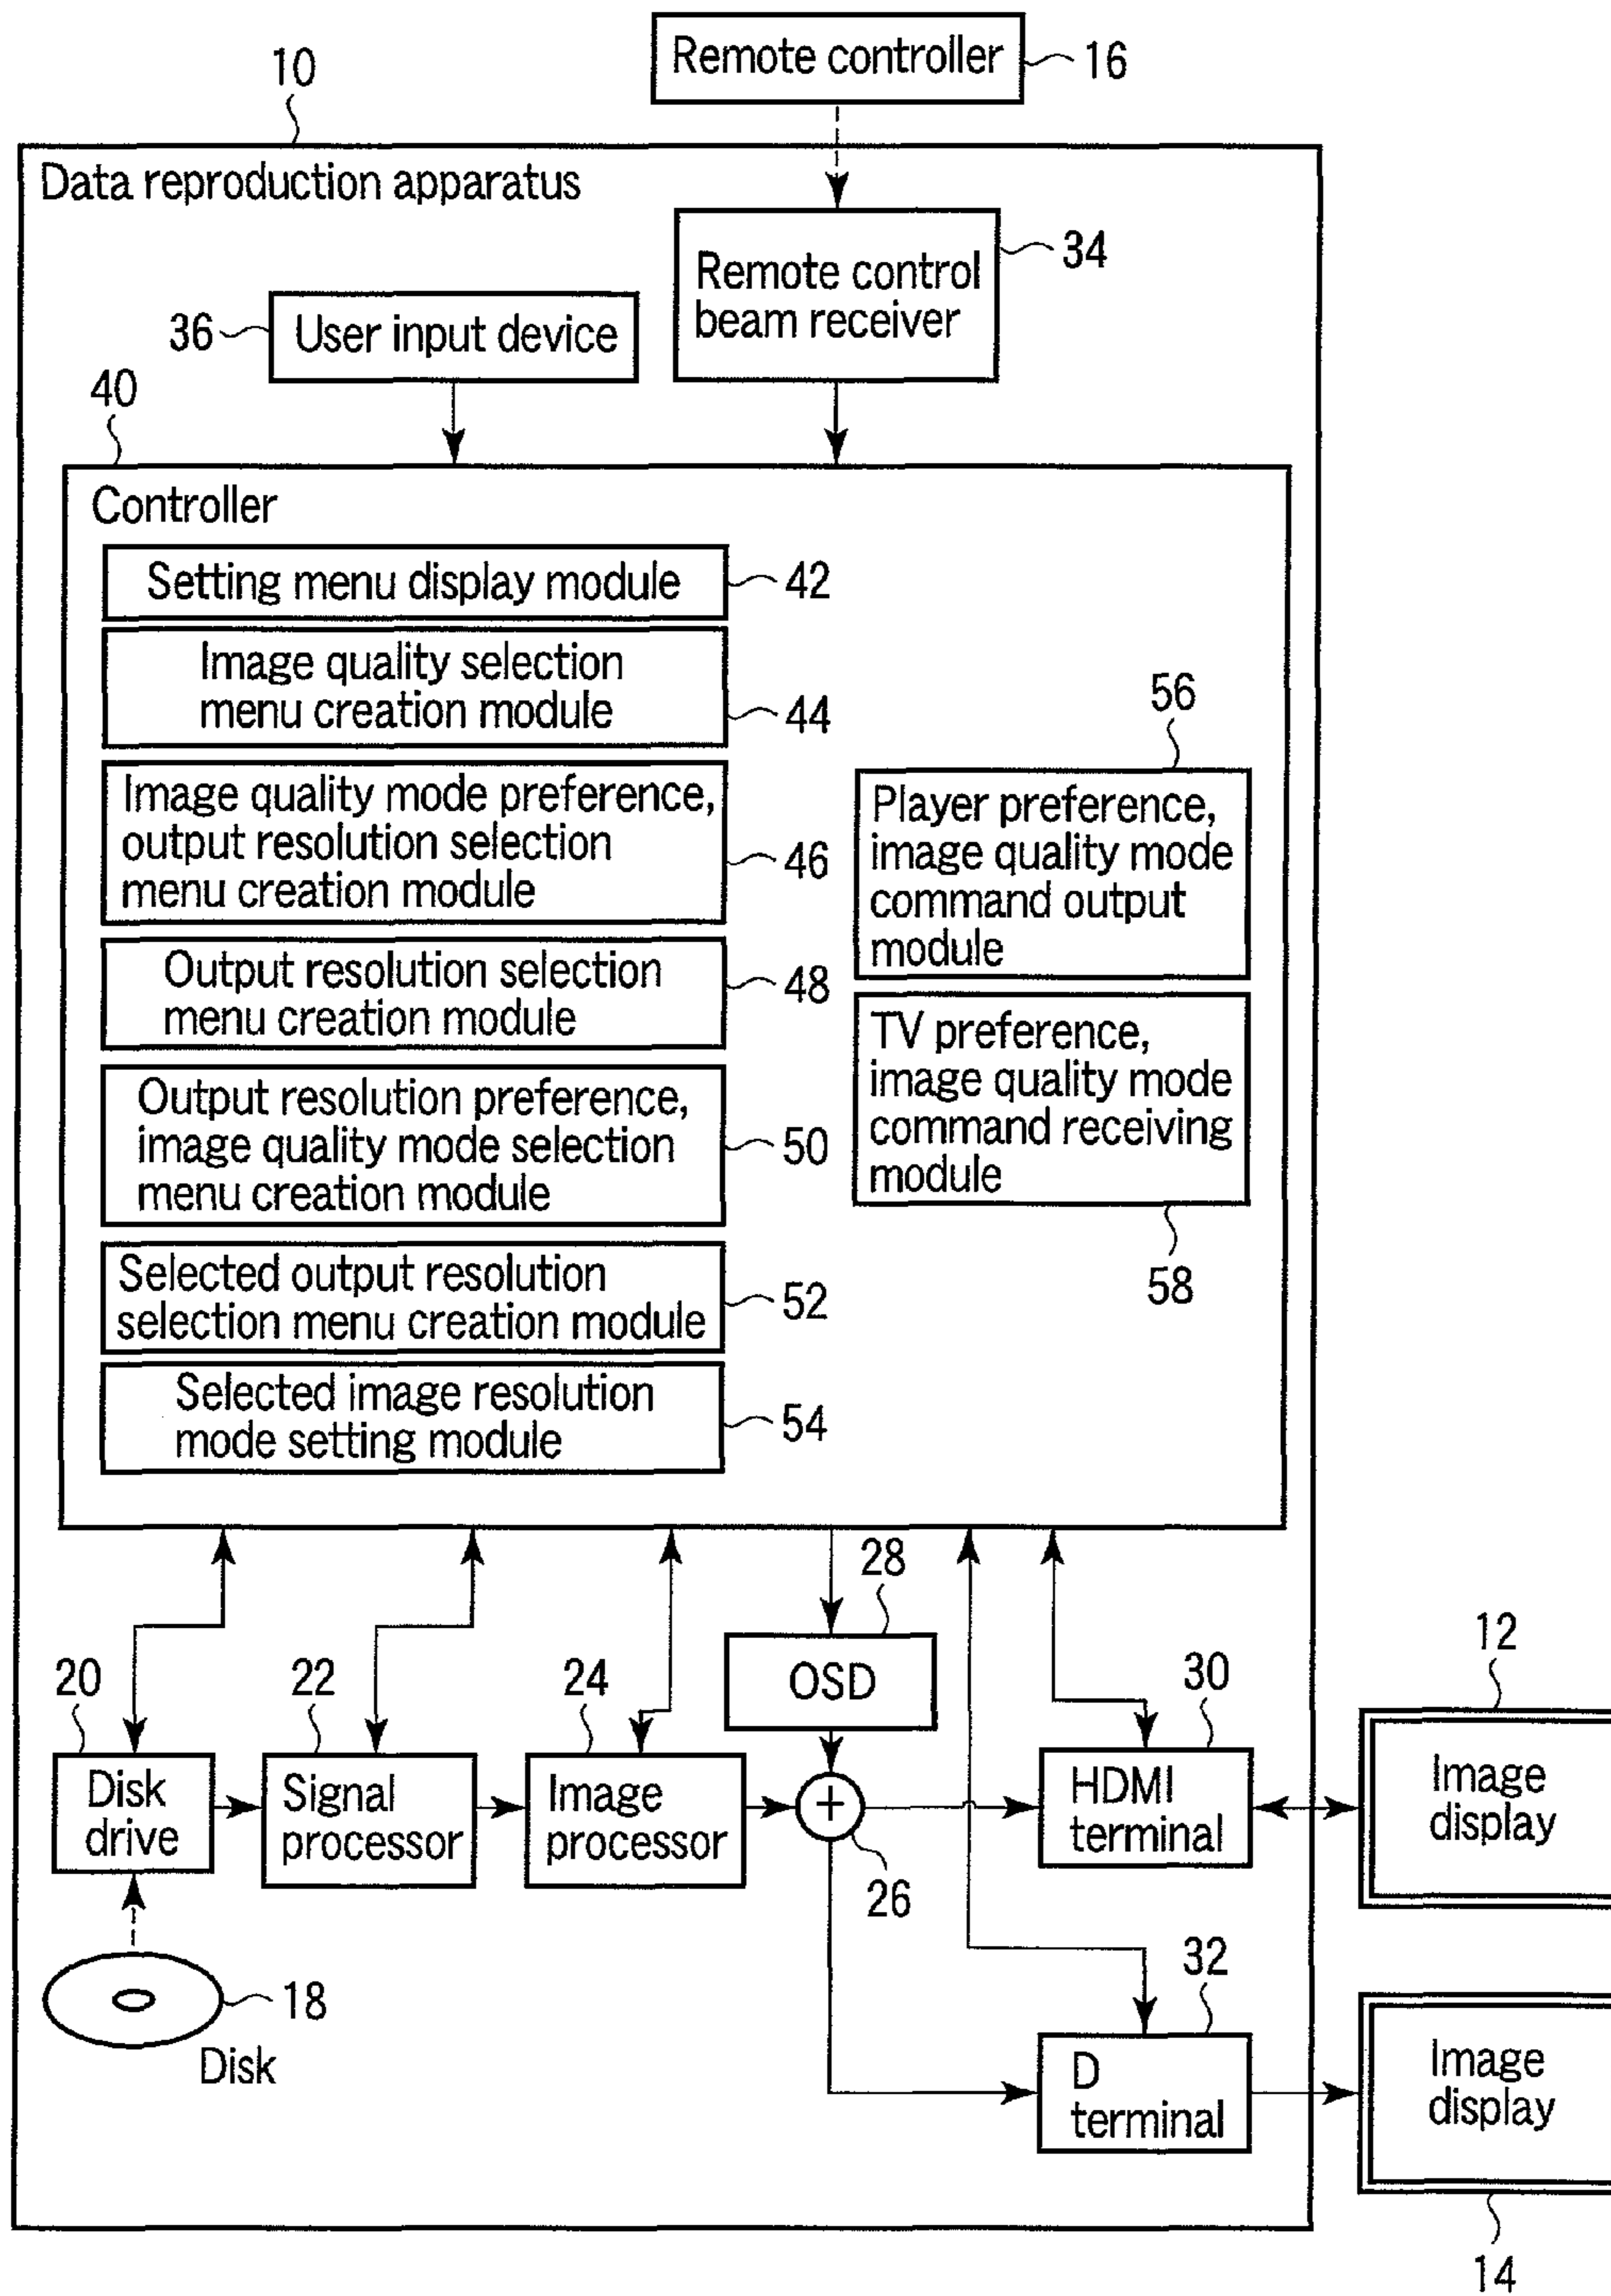 Remote controller
16
10
Data reproduction apparatus
34
Remote control
beam receiver
36
User input device
40
Controller
Setting menu display module
42
Image quality selection
menu creation module
44
Image quality mode preference,
output resolution selection
menu creation module
46
Output resolution selection
menu creation module
48
Output resolution preference,
image quality mode selection
menu creation module
50
Selected output resolution
selection menu creation module
52
Selected image resolution
mode setting module
54
56
Player preference,
image quality mode
command output
module
TV preference,
image quality mode
command receiving
module
58
28
OSD
20
Disk
drive
22
Signal
processor
24
Image
processor
+
26
30
HDMI
terminal
12
Image
display
18
Disk
32
D
terminal
Image
display
14